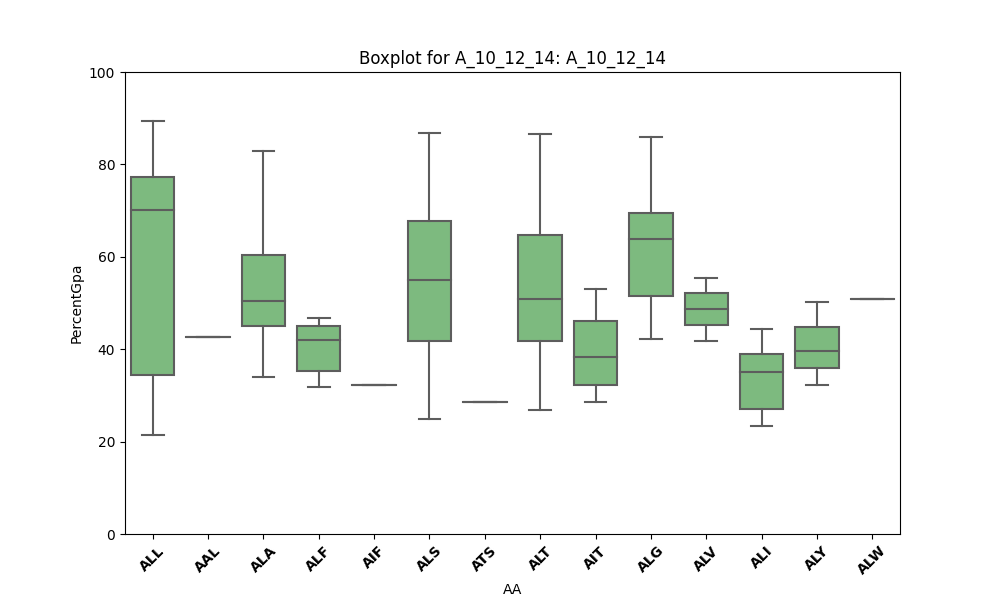 Boxplot for A_10_12_14: A_10_12_14
PercentGpa
100
80
60
40
20
0
ALL AAL ALA ALF AIF ALS ATS ALT AIT ALG ALV ALI ALY ALW
AA